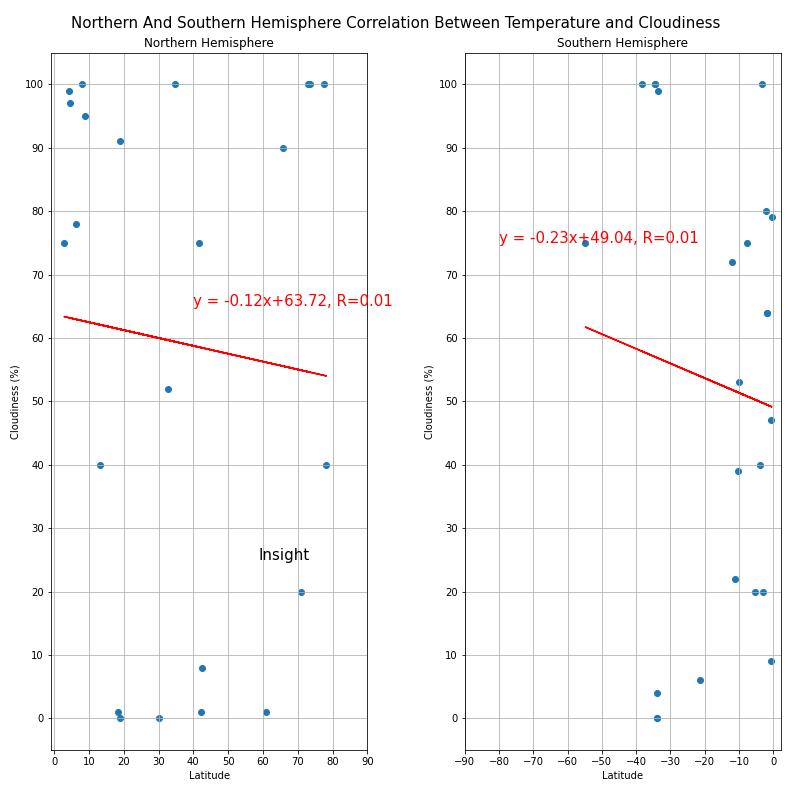 Northern And Southern Hemisphere Correlation Between Temperature and Cloudiness
Northern Hemisphere
Cloudiness (%)
100
90
80
70
60
50
40
30
20
10
0
y = -0.12x+63.72, R=0.01
Insight
0 10 20 30 40 50 60 70 80 90
Latitude
Southern Hemisphere
Cloudiness (%)
100
90
80
70
60
50
40
30
20
10
0
y = -0.23x+49.04, R=0.01
−90 −80 −70 −60 −50 −40 −30 −20 −10 0
Latitude